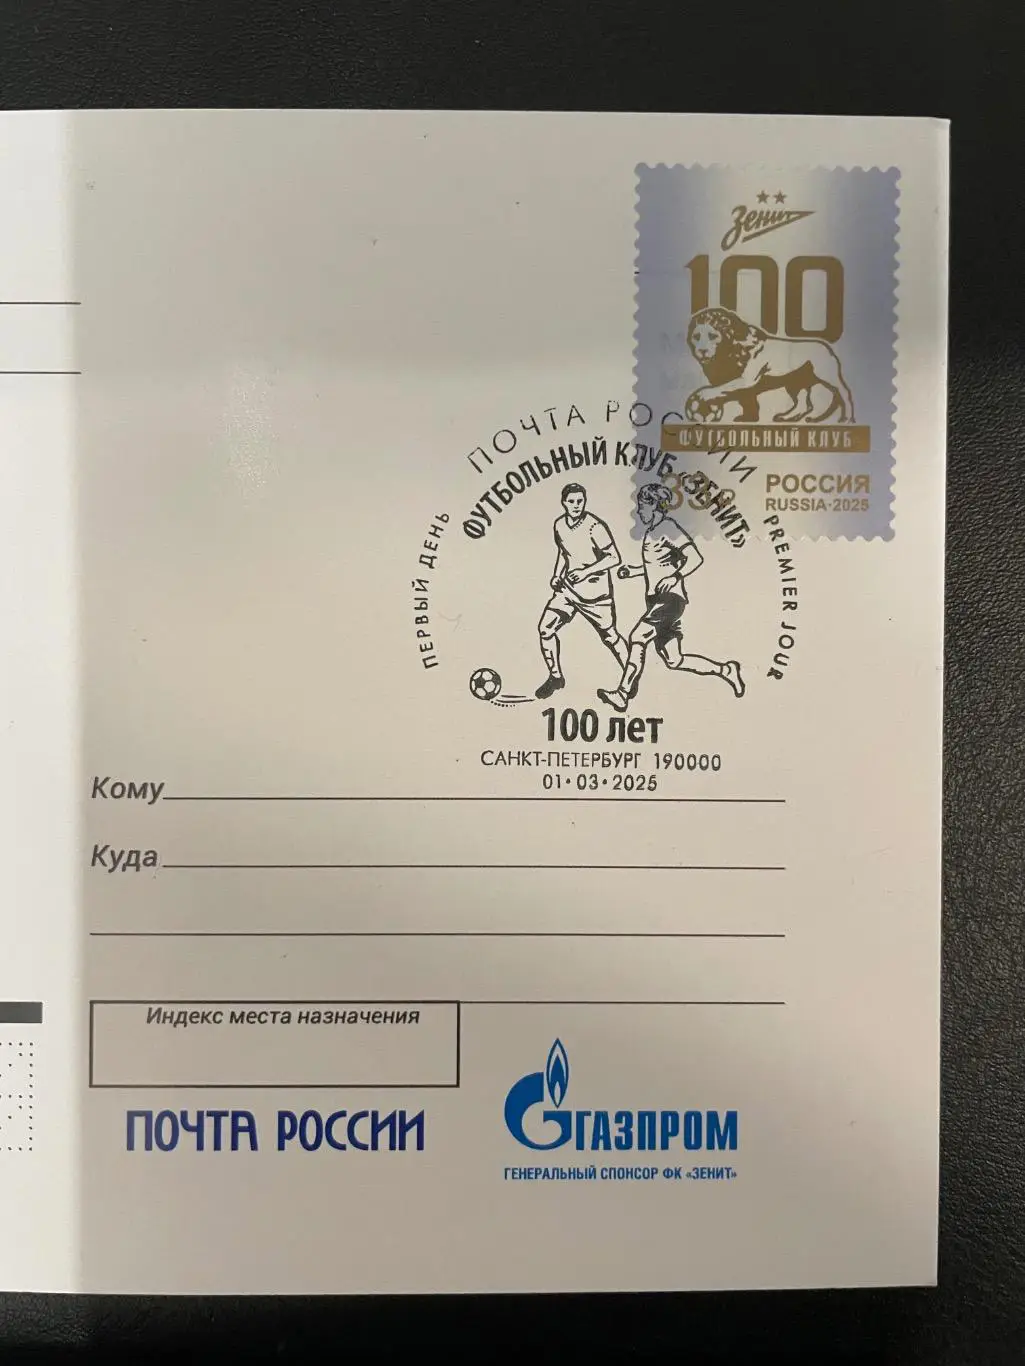 Зенит
100
ФУТБОЛЬНЫЙ КЛУБ
РОССИЯ
RUSSIA·2025
ПОЧТА РОССИИ
ФУТБОЛЬНЫЙ КЛУБ «ЗЕНИТ»
ПЕРВЫЙ ДЕНЬ
PREMIER JOUR
100 лет
САНКТ-ПЕТЕРБУРГ 190000
01·03·2025
Кому
Куда
Индекс места назначения
ПОЧТА РОССИИ
ГАЗПРОМ
ГЕНЕРАЛЬНЫЙ СПОНСОР ФК «ЗЕНИТ»